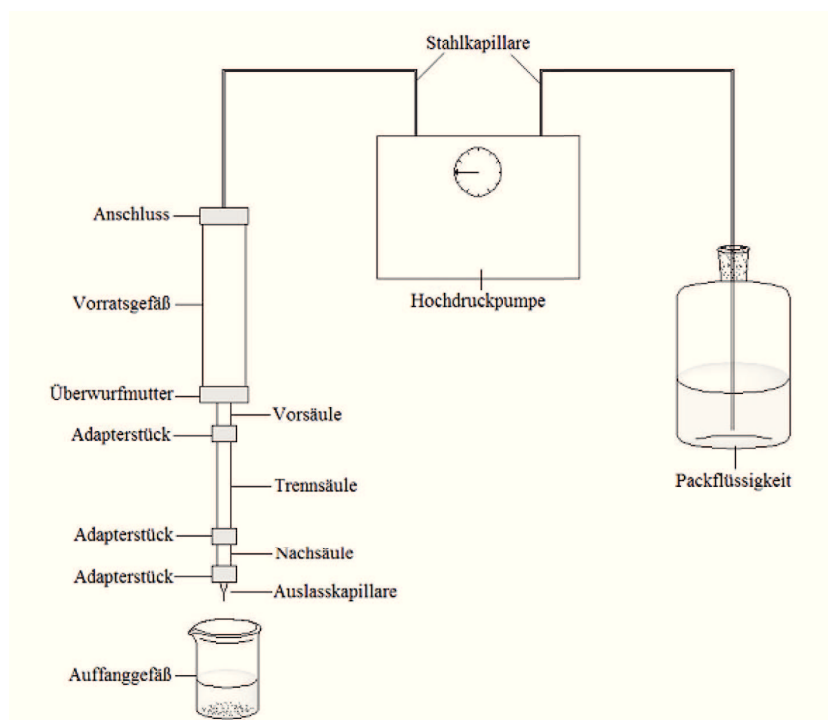 Stahlkapillare
Anschluss
Vorratsgefäß
Hochdruckpumpe
Überwurfmutter
Vorsäule
Adapterstück
Trennsäule
Packflüssigkeit
Adapterstück
Nachsäule
Adapterstück
Auslasskapillare
Auffanggefäß